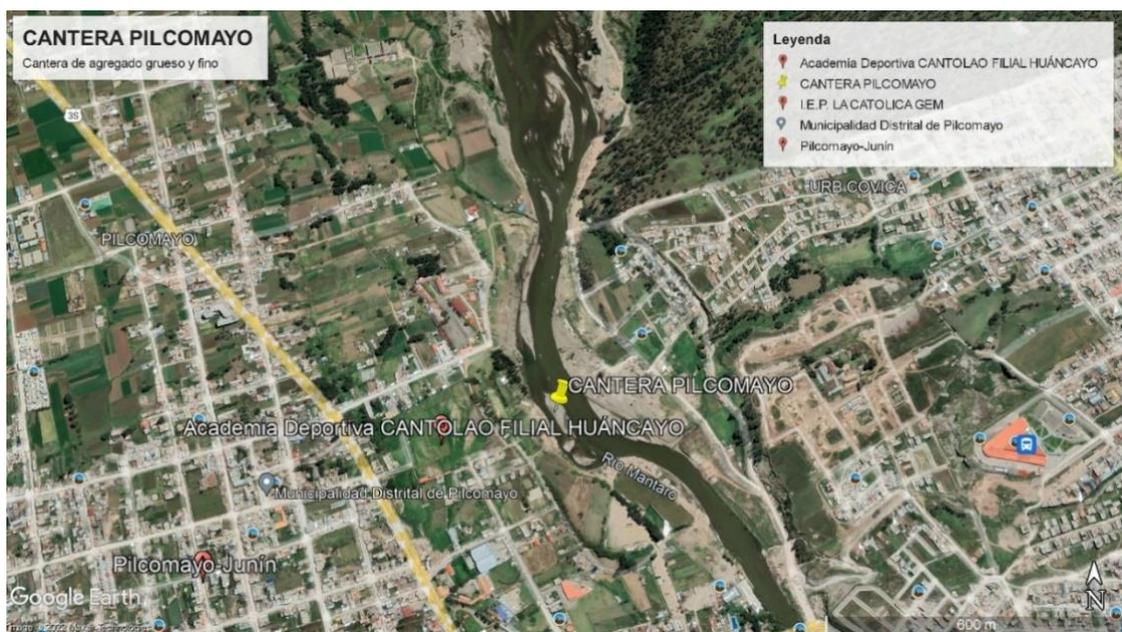 CANTERA PILCOMAYO
Cantera de agregado grueso y fino
Leyenda
Academia Deportiva CANTOLAO FILIAL HUÁNCAYO
CANTERA PILCOMAYO
I.E.P. LA CATOLICA GEM
Municipalidad Distrital de Pilcomayo
Pilcomayo-Junín
3S
URB.COVICA
PILCOMAYO
CANTERA PILCOMAYO
Academia Deportiva CANTOLAO FILIAL HUÁNCAYO
Río Mantaro
Municipalidad Distrital de Pilcomayo
Pilcomayo-Junín
Google Earth
N
600 m